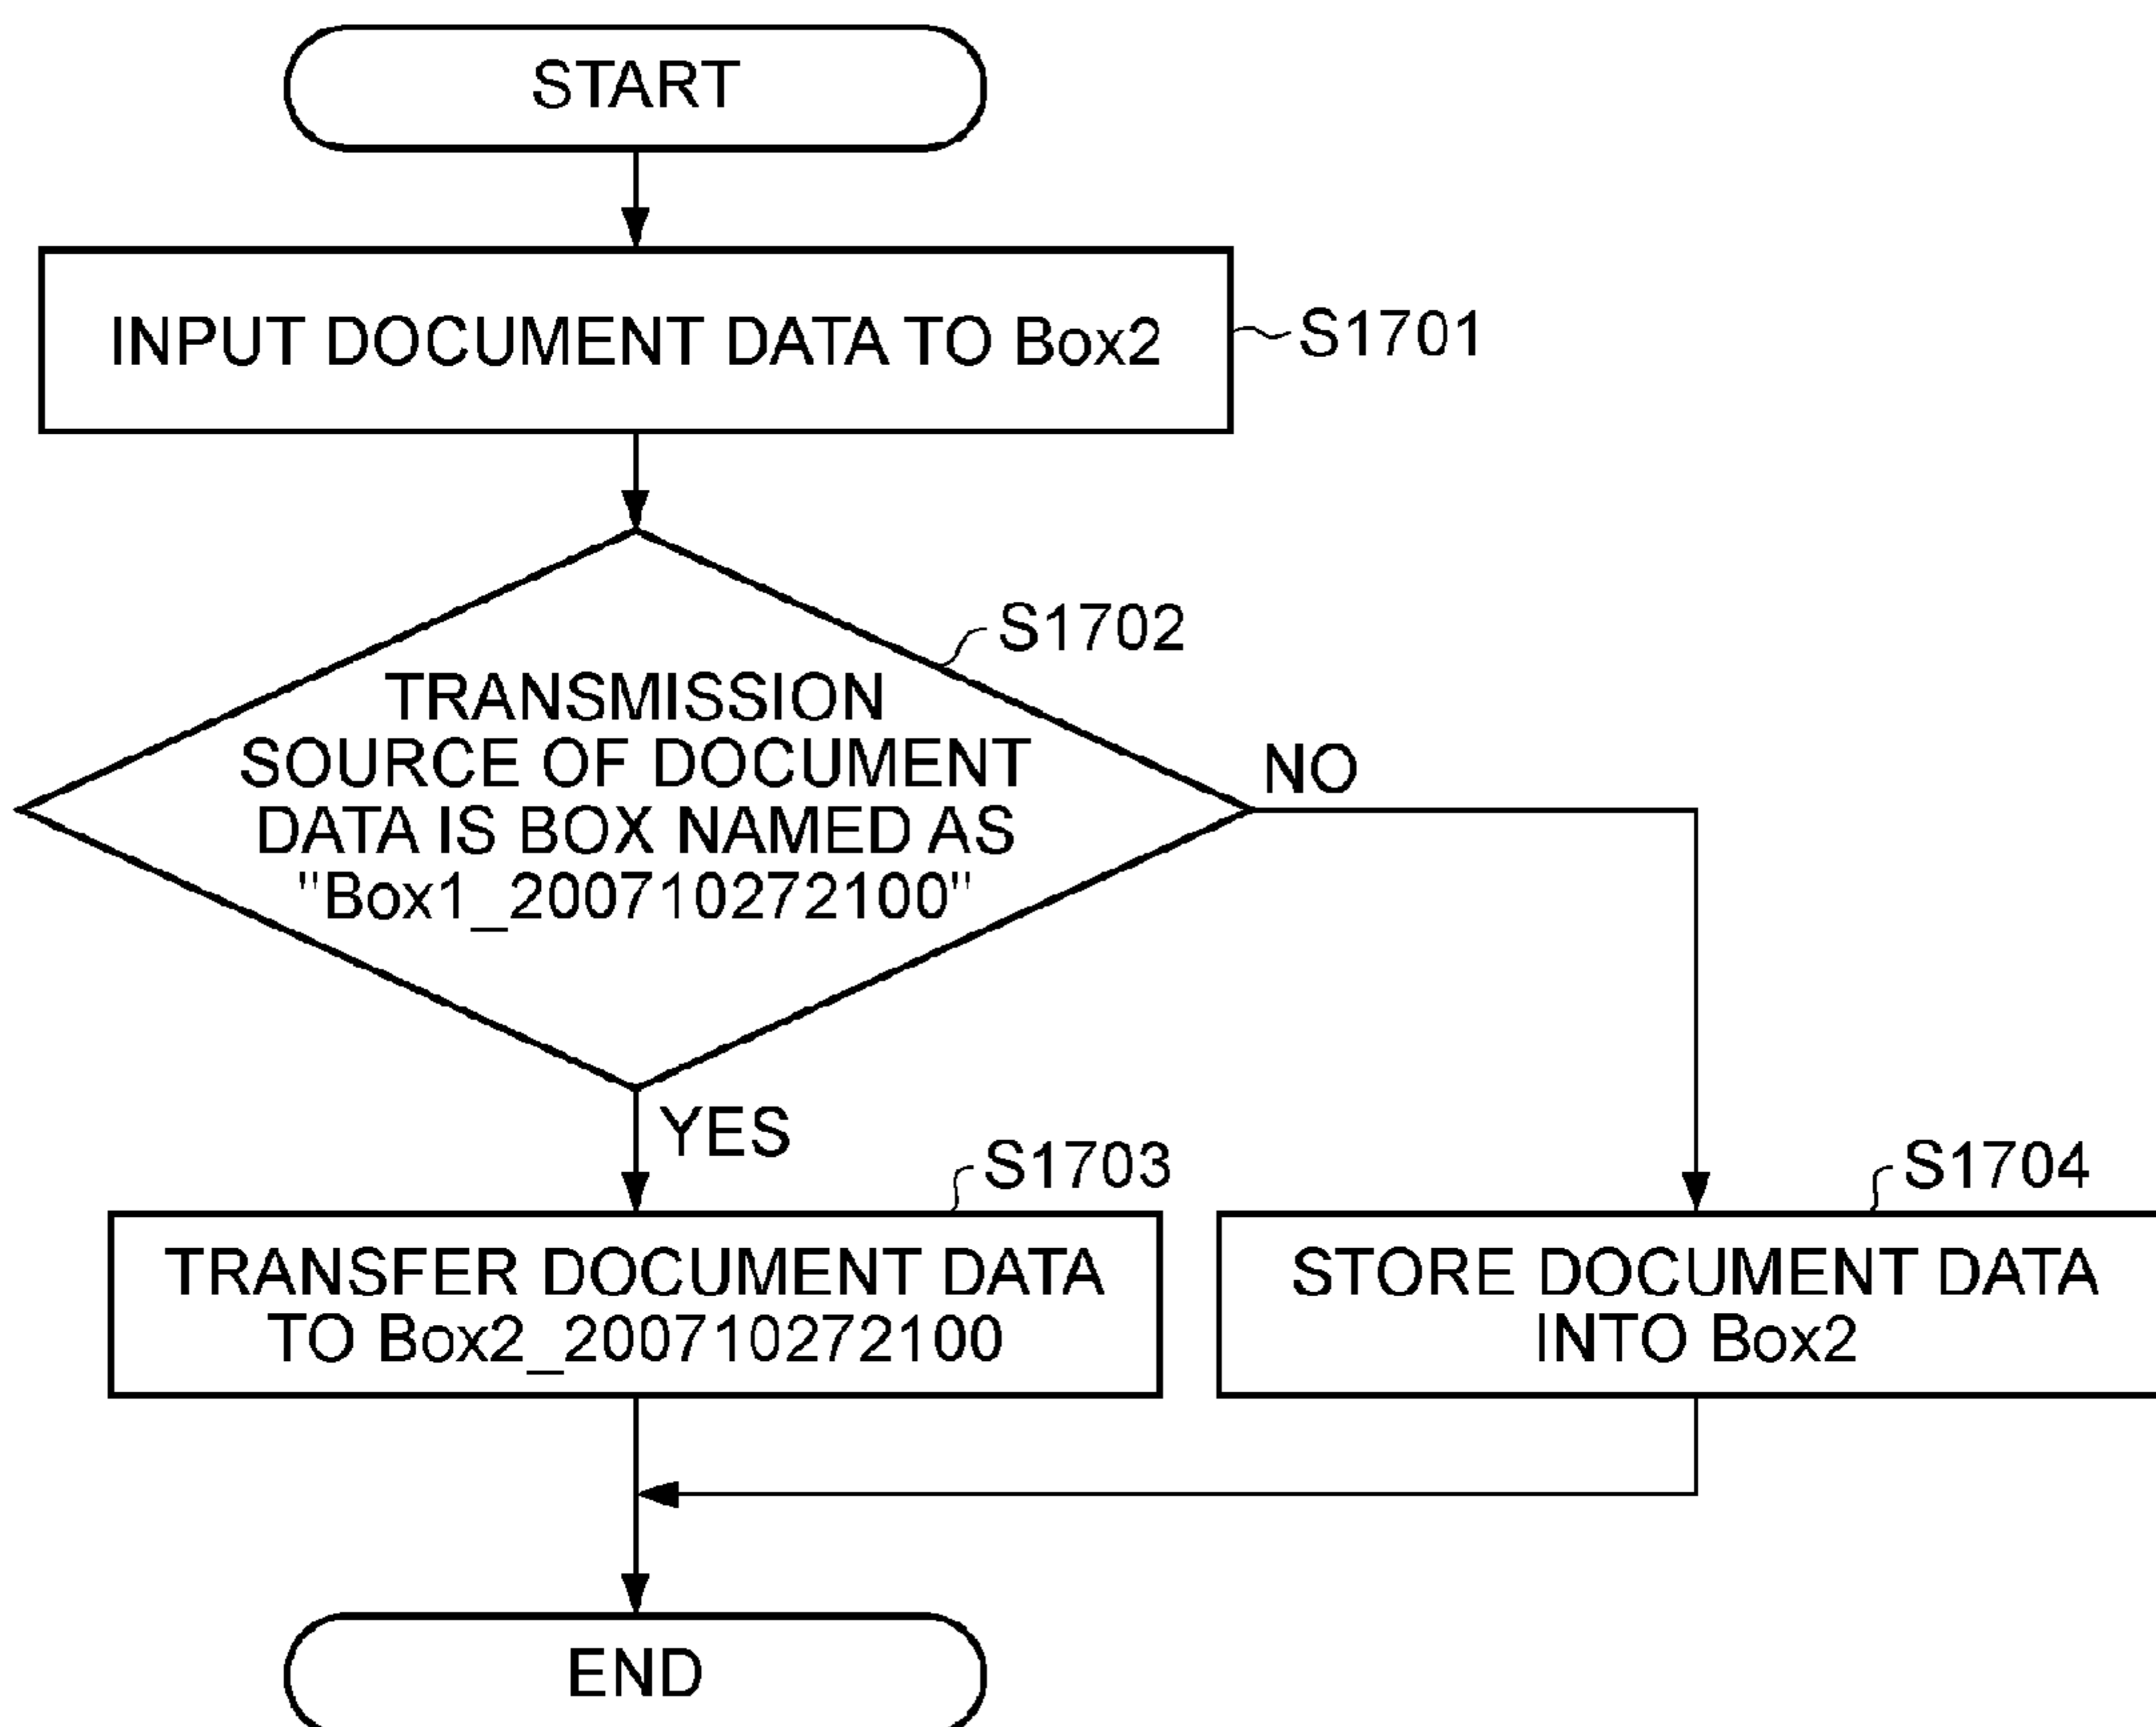 START
INPUT DOCUMENT DATA TO Box2
S1701
S1702
TRANSMISSION
SOURCE OF DOCUMENT
DATA IS BOX NAMED AS
"Box1_200710272100"
NO
YES
S1703
TRANSFER DOCUMENT DATA
TO Box2_200710272100
S1704
STORE DOCUMENT DATA
INTO Box2
END